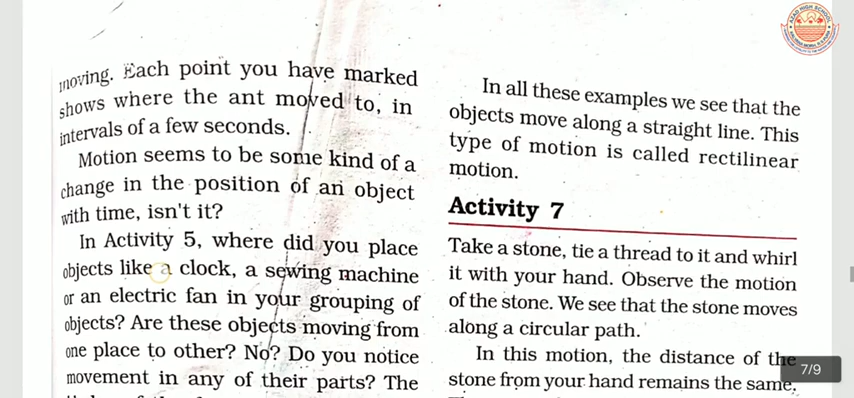 moving. Each point you have marked
shows where the ant moved to, in
intervals of a few seconds.
Motion seems to be some kind of a
change in the position of an object
with time, isn't it?
In Activity 5, where did you place
objects like a clock, a sewing machine
or an electric fan in your grouping of
objects? Are these objects moving from
one place to other? No? Do you notice
movement in any of their parts? The
In all these examples we see that the
objects move along a straight line. This
type of motion is called rectilinear
motion.
Activity 7
Take a stone, tie a thread to it and whirl
it with your hand. Observe the motion
of the stone. We see that the stone moves
along a circular path.
In this motion, the distance of the
stone from your hand remains the same.
7/9
AZAD HIGH SCHOOL